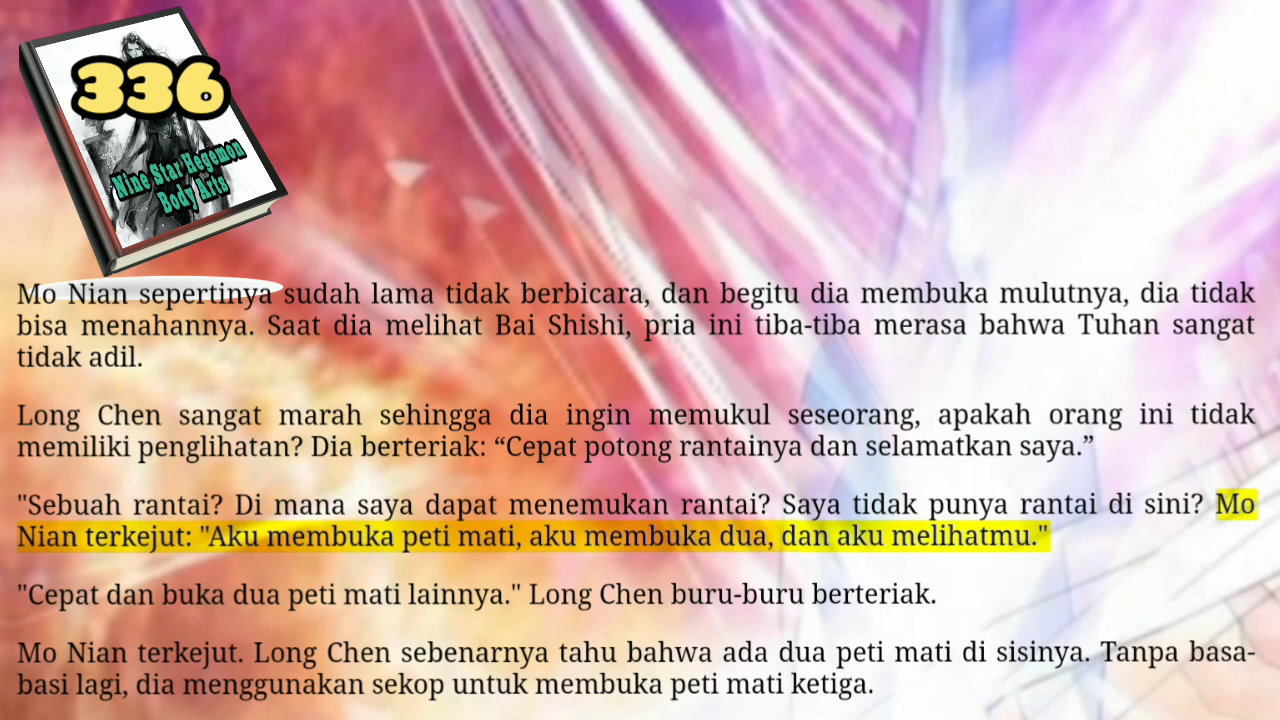 336
Nine Star Hegemon
Body Arts
Mo Nian sepertinya sudah lama tidak berbicara, dan begitu dia membuka mulutnya, dia tidak
bisa menahannya. Saat dia melihat Bai Shishi, pria ini tiba-tiba merasa bahwa Tuhan sangat
tidak adil.
Long Chen sangat marah sehingga dia ingin memukul seseorang, apakah orang ini tidak
memiliki penglihatan? Dia berteriak: “Cepat potong rantainya dan selamatkan saya.”
"Sebuah rantai? Di mana saya dapat menemukan rantai? Saya tidak punya rantai di sini? Mo
Nian terkejut: "Aku membuka peti mati, aku membuka dua, dan aku melihatmu."
"Cepat dan buka dua peti mati lainnya." Long Chen buru-buru berteriak.
Mo Nian terkejut. Long Chen sebenarnya tahu bahwa ada dua peti mati di sisinya. Tanpa basa-
basi lagi, dia menggunakan sekop untuk membuka peti mati ketiga.